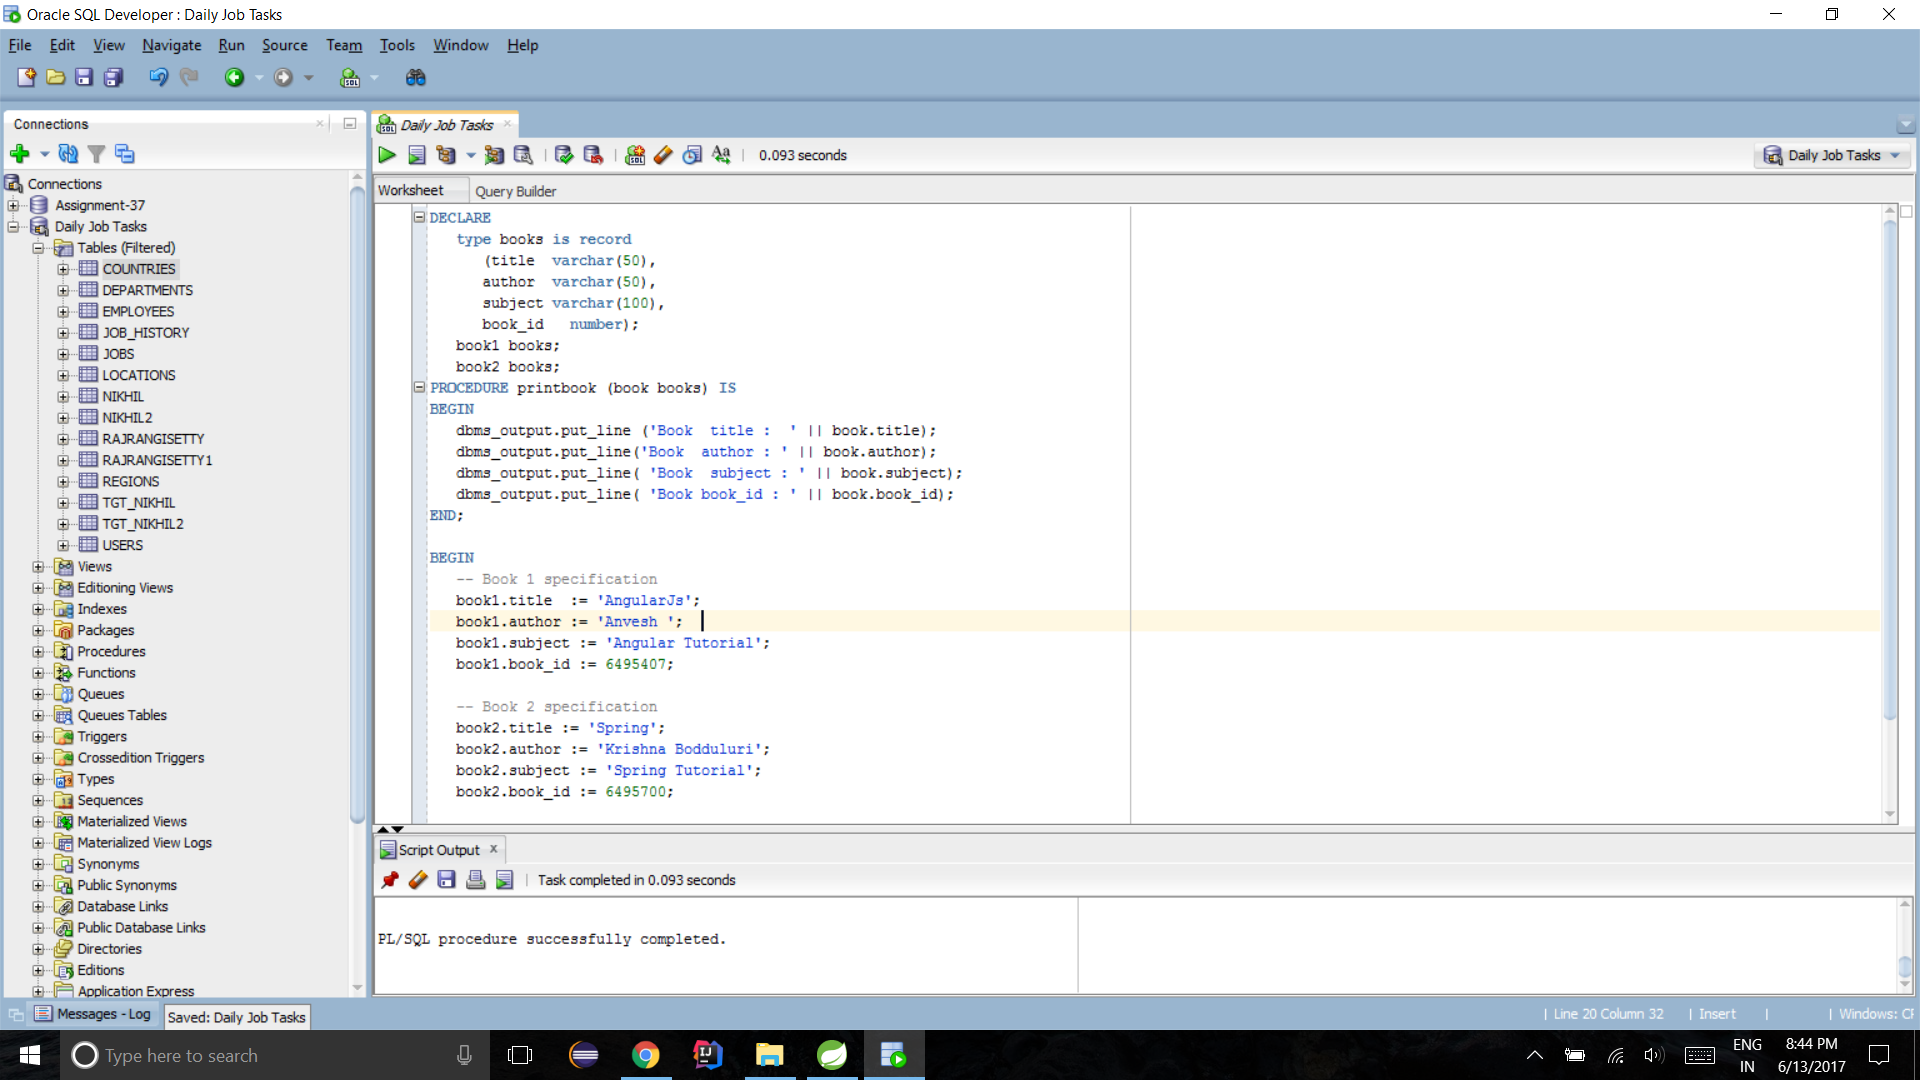 Oracle SQL Developer : Daily Job Tasks
File Edit View Navigate Run Source Team Tools Window Help
Connections
Connections
Assignment-37
Daily Job Tasks
Tables (Filtered)
COUNTRIES
DEPARTMENTS
EMPLOYEES
JOB_HISTORY
JOBS
LOCATIONS
NIKHIL
NIKHIL2
RAJRANGISETTY
RAJRANGISETTY1
REGIONS
TGT_NIKHIL
TGT_NIKHIL2
USERS
Views
Editioning Views
Indexes
Packages
Procedures
Functions
Queues
Queues Tables
Triggers
Crossedition Triggers
Types
Sequences
Materialized Views
Materialized View Logs
Synonyms
Public Synonyms
Database Links
Public Database Links
Directories
Editions
Application Express
Daily Job Tasks
0.093 seconds
Daily Job Tasks
Worksheet Query Builder
DECLARE
type books is record
(title varchar(50),
author varchar(50),
subject varchar(100),
book_id number);
book1 books;
book2 books;
PROCEDURE printbook (book books) IS
BEGIN
dbms_output.put_line ('Book title : ' || book.title);
dbms_output.put_line('Book author : ' || book.author);
dbms_output.put_line( 'Book subject : ' || book.subject);
dbms_output.put_line( 'Book book_id : ' || book.book_id);
END;
BEGIN
-- Book 1 specification
book1.title := 'AngularJs';
book1.author := 'Anvesh ';
book1.subject := 'Angular Tutorial';
book1.book_id := 6495407;
-- Book 2 specification
book2.title := 'Spring';
book2.author := 'Krishna Bodduluri';
book2.subject := 'Spring Tutorial';
book2.book_id := 6495700;
Script Output
Task completed in 0.093 seconds
PL/SQL procedure successfully completed.
Messages - Log
Saved: Daily Job Tasks
Line 20 Column 32
Insert
Windows: CR
Type here to search
ENG
IN
8:44 PM
6/13/2017